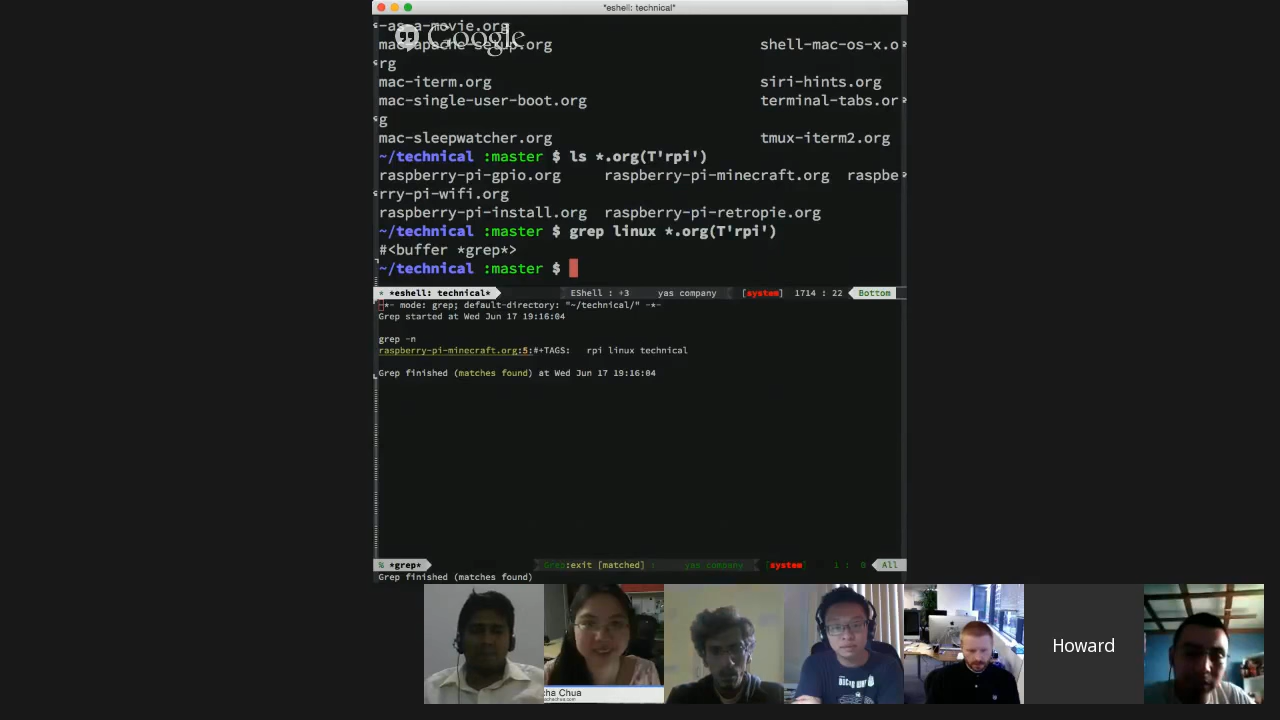 *eshell: technical*
-as-a-movie.org
Google
mac-apache-setup.org shell-mac-os-x.o
rg
mac-iterm.org siri-hints.org
mac-single-user-boot.org terminal-tabs.or
g
mac-sleepwatcher.org tmux-iterm2.org
~/technical :master $ ls *.org(T'rpi')
raspberry-pi-gpio.org raspberry-pi-minecraft.org raspbe
rry-pi-wifi.org
raspberry-pi-install.org raspberry-pi-retropie.org
~/technical :master $ grep linux *.org(T'rpi')
#<buffer *grep*>
~/technical :master $
* *eshell: technical* EShell : +3 yas company [system] 1714 : 22 Bottom
-*- mode: grep; default-directory: "~/technical/" -*-
Grep started at Wed Jun 17 19:16:04
grep -n
raspberry-pi-minecraft.org:5:#+TAGS: rpi linux technical
Grep finished (matches found) at Wed Jun 17 19:16:04
% *grep* Grep:exit [matched] : yas company [system] 1 : 0 All
Grep finished (matches found)
Howard
cha Chua